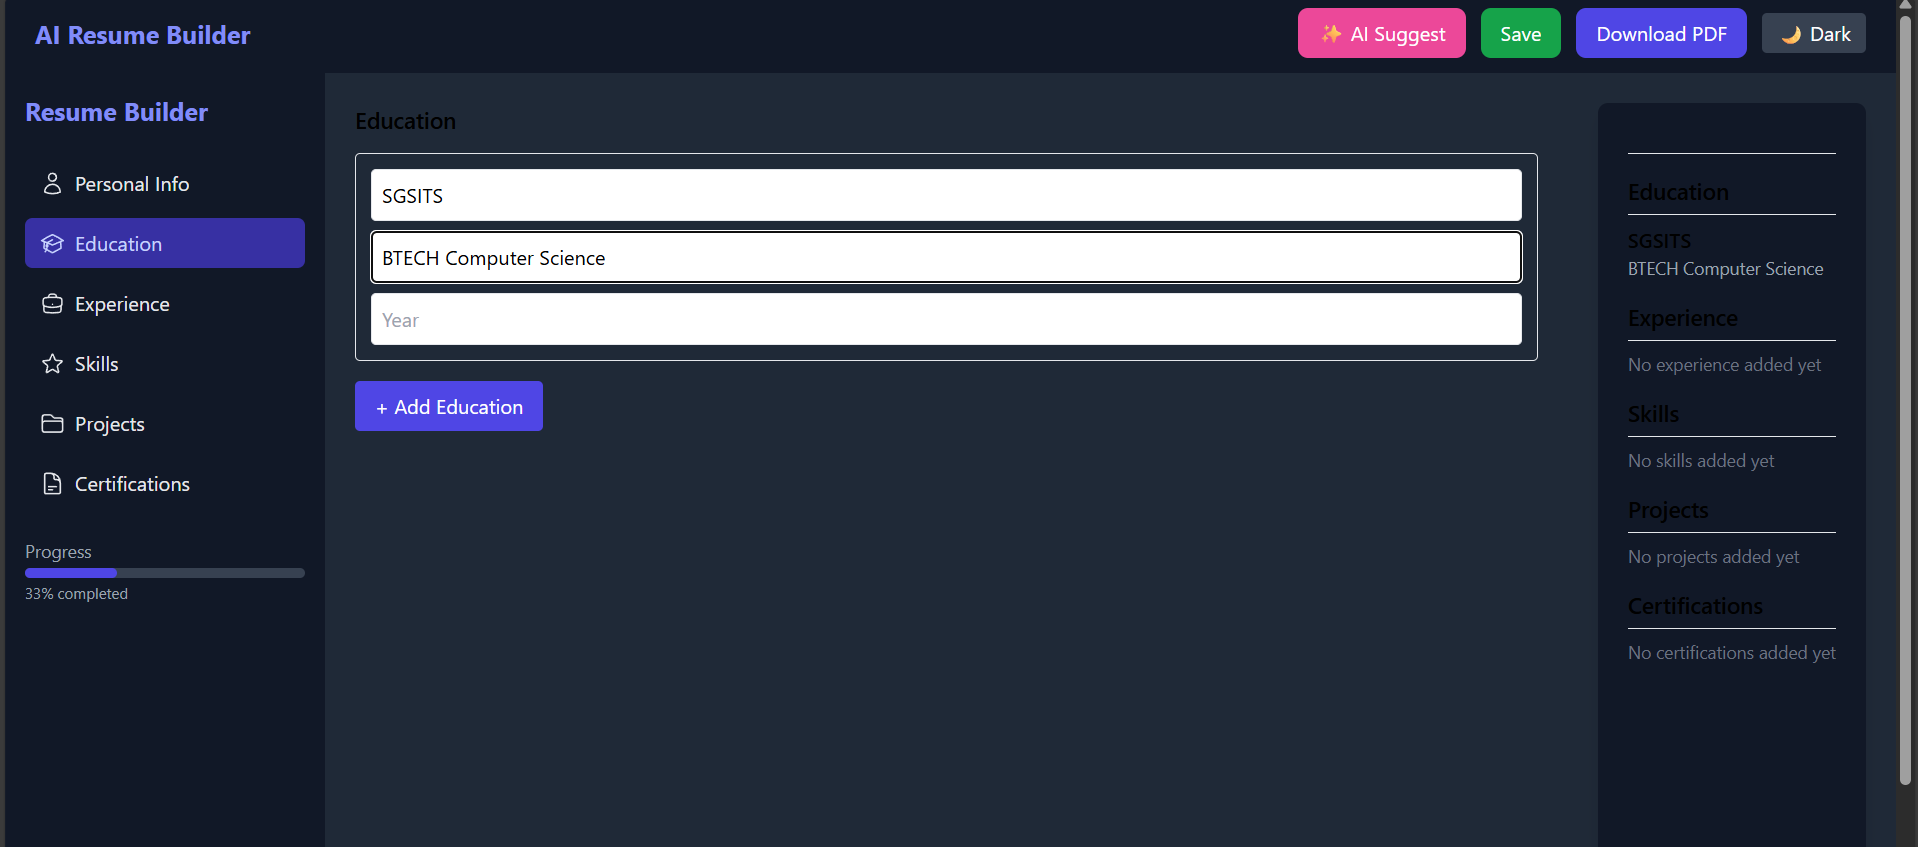 AI Resume Builder
✨ AI Suggest
Save
Download PDF
🌙 Dark
Resume Builder
Personal Info
Education
Experience
Skills
Projects
Certifications
Progress
33% completed
Education
SGSITS
BTECH Computer Science
Year
+ Add Education
Education
SGSITS
BTECH Computer Science
Experience
No experience added yet
Skills
No skills added yet
Projects
No projects added yet
Certifications
No certifications added yet